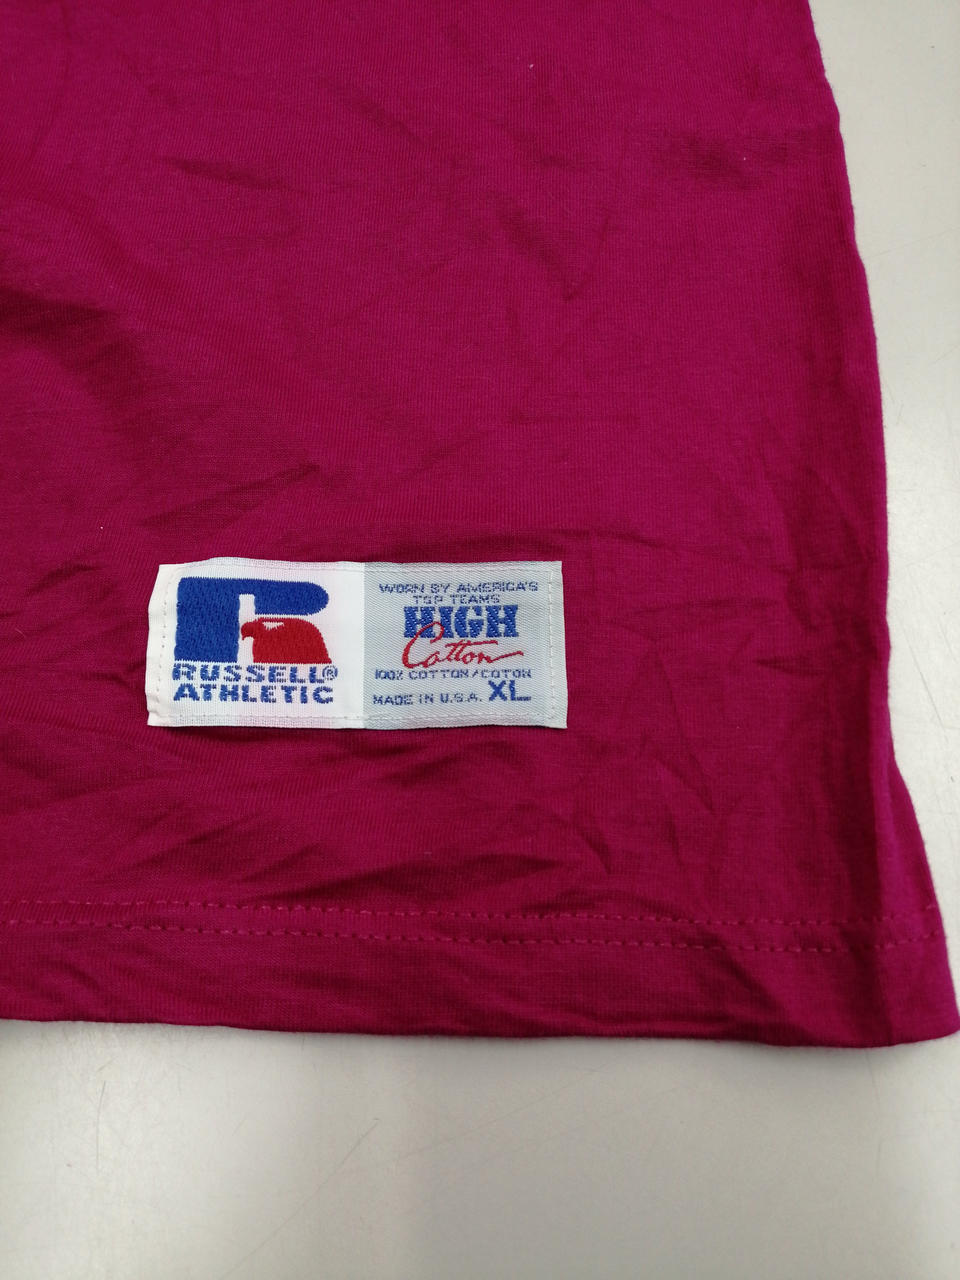 RUSSELL®
ATHLETIC
WORN BY AMERICA'S
TOP TEAMS
HIGH
Cotton
100% COTTON/COTON
MADE IN U.S.A. XL